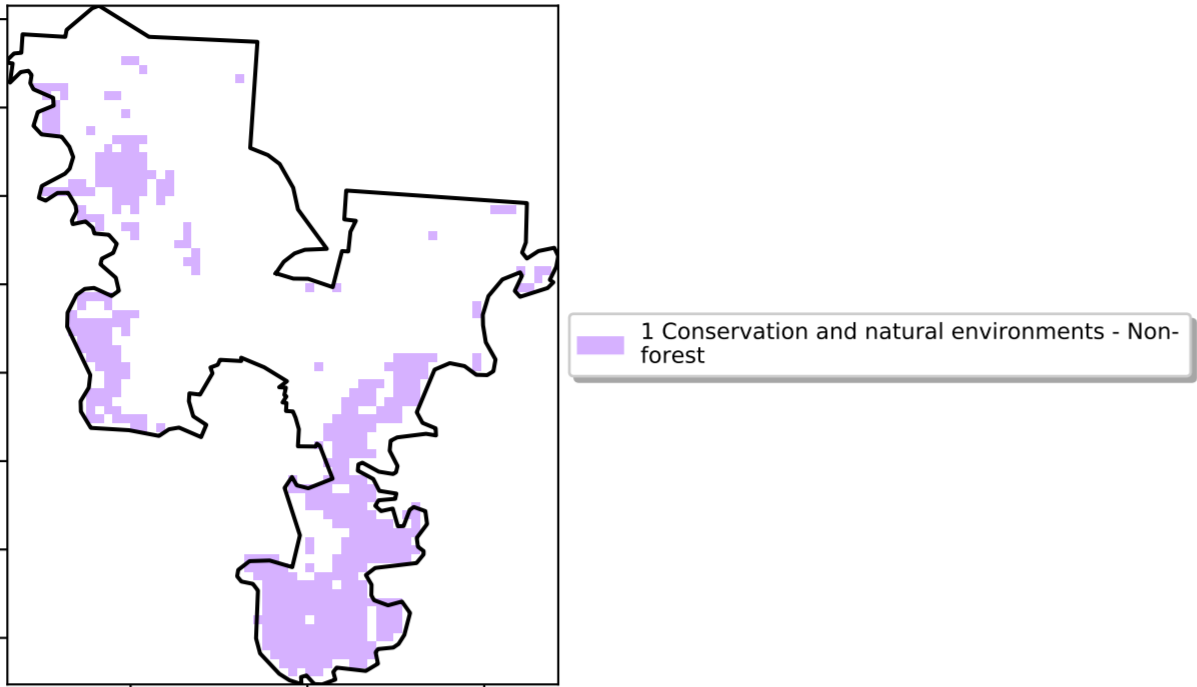 1 Conservation and natural environments - Non-
forest